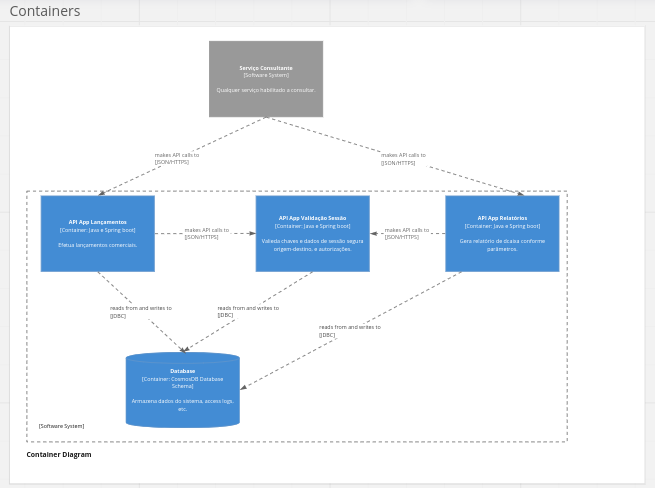 Containers
Serviço Consultante
[Software System]
Qualquer serviço habilitado a consultar.
makes API calls to
[JSON/HTTPS]
makes API calls to
[JSON/HTTPS]
API App Lançamentos
[Container: Java e Spring boot]
Efetua lançamentos comerciais.
makes API calls to
[JSON/HTTPS]
API App Validação Sessão
[Container: Java e Spring boot]
Valieda chaves e dados de sessão segura
origem-destino, e autorizações.
makes API calls to
[JSON/HTTPS]
API App Relatórios
[Container: Java e Spring boot]
Gera relatório de dsaisa conforme
parâmetros.
reads from and writes to
[JDBC]
reads from and writes to
[JDBC]
reads from and writes to
[JDBC]
Database
[Container: CosmosDB Database
Schema]
Armazena dados do sistema, access logs,
etc.
[Software System]
Container Diagram